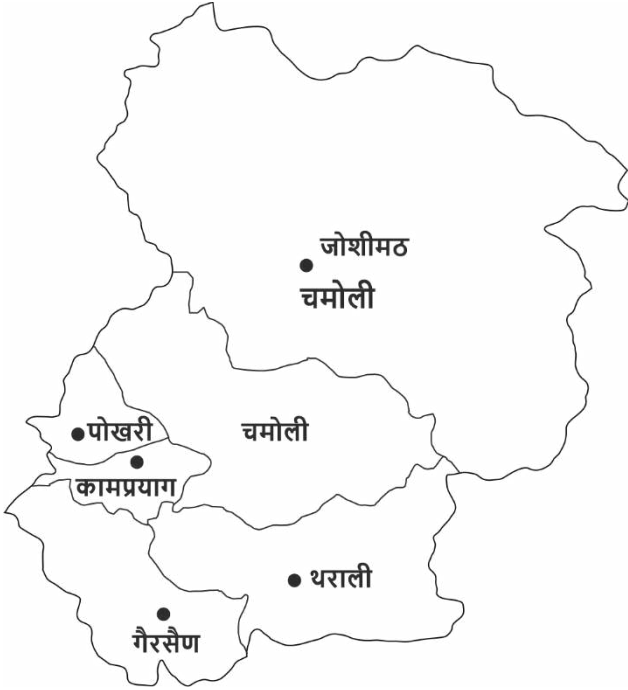 जोशीमठ
चमोली
पोखरी
चमोली
कामप्रयाग
थराली
गैरसैण